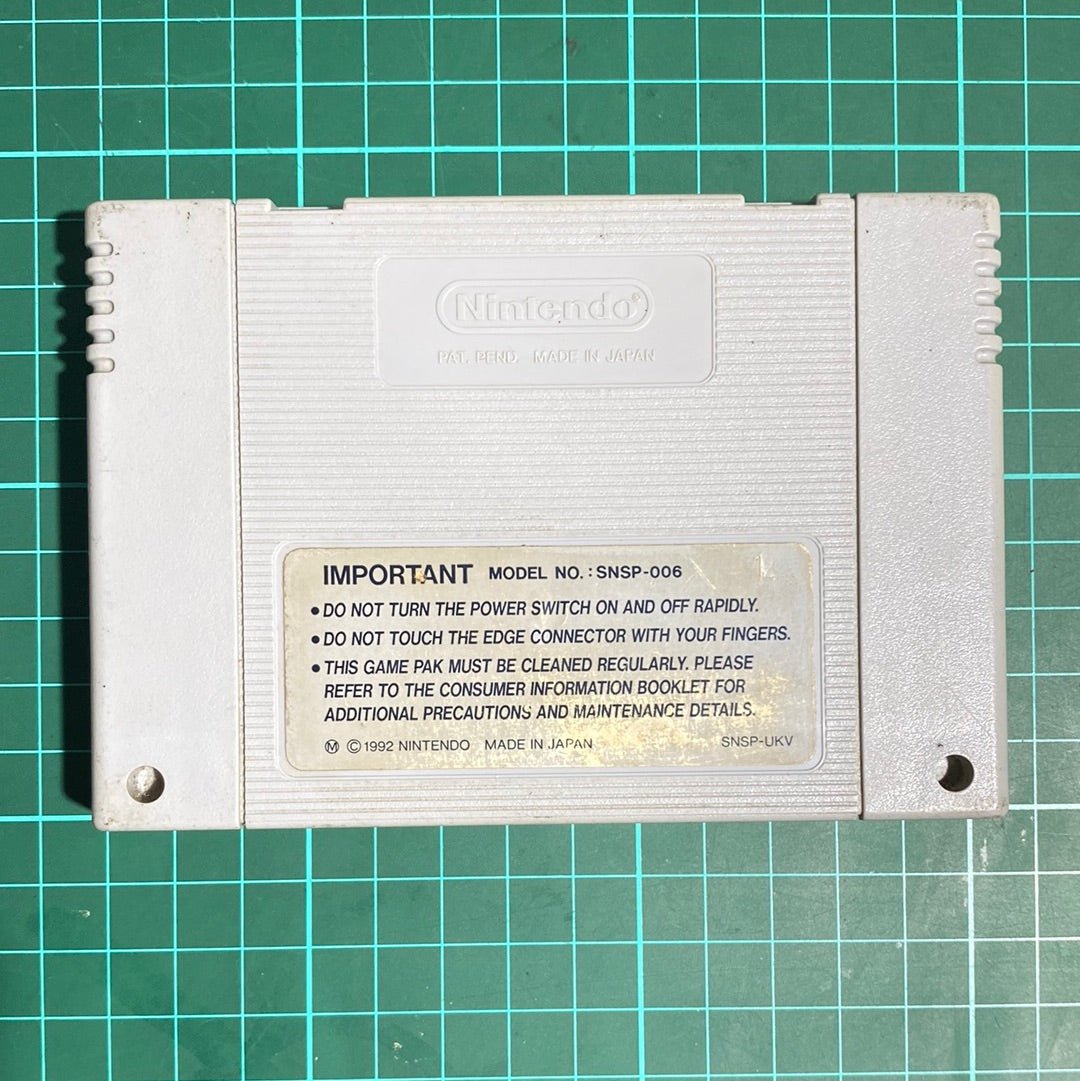 Nintendo®
PAT. PEND. MADE IN JAPAN
IMPORTANT MODEL NO.: SNSP-006
• DO NOT TURN THE POWER SWITCH ON AND OFF RAPIDLY.
• DO NOT TOUCH THE EDGE CONNECTOR WITH YOUR FINGERS.
• THIS GAME PAK MUST BE CLEANED REGULARLY. PLEASE
REFER TO THE CONSUMER INFORMATION BOOKLET FOR
ADDITIONAL PRECAUTIONS AND MAINTENANCE DETAILS.
Ⓜ ©1992 NINTENDO MADE IN JAPAN SNSP-UKV